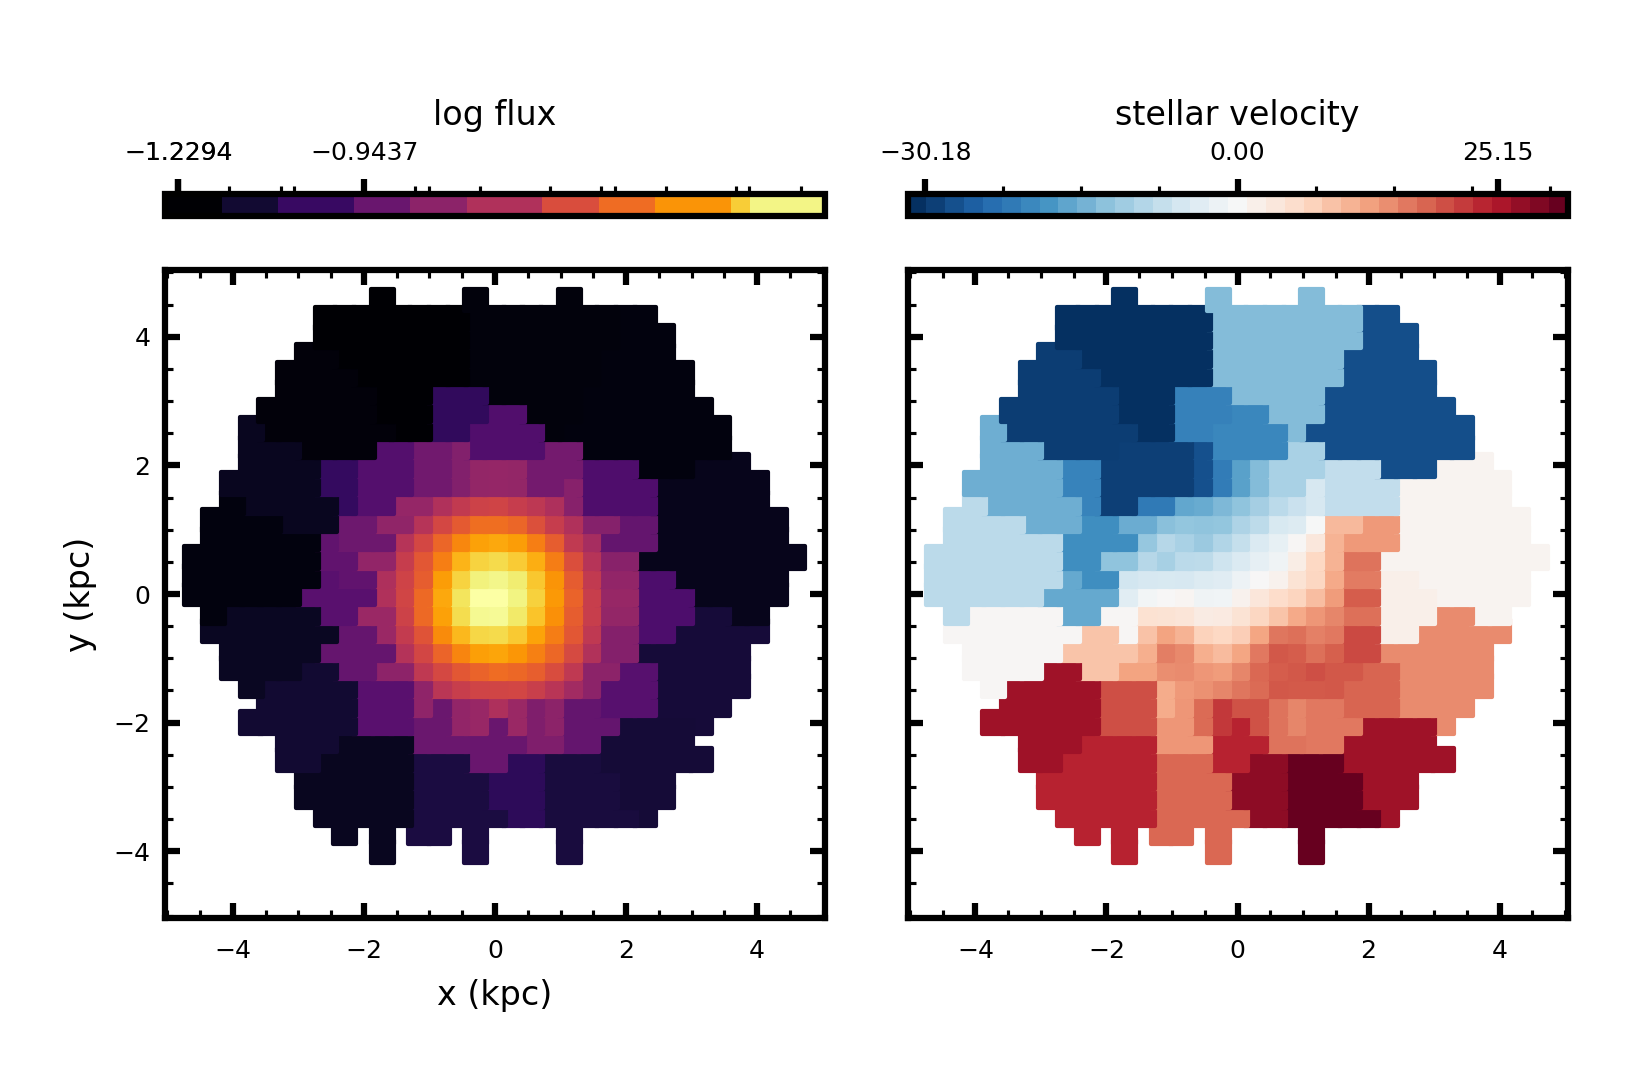 log flux
−1.2294 −0.9437
stellar velocity
−30.18 0.00 25.15
y (kpc)
4
2
0
−2
−4
−4 −2 0 2 4
x (kpc)
−4 −2 0 2 4